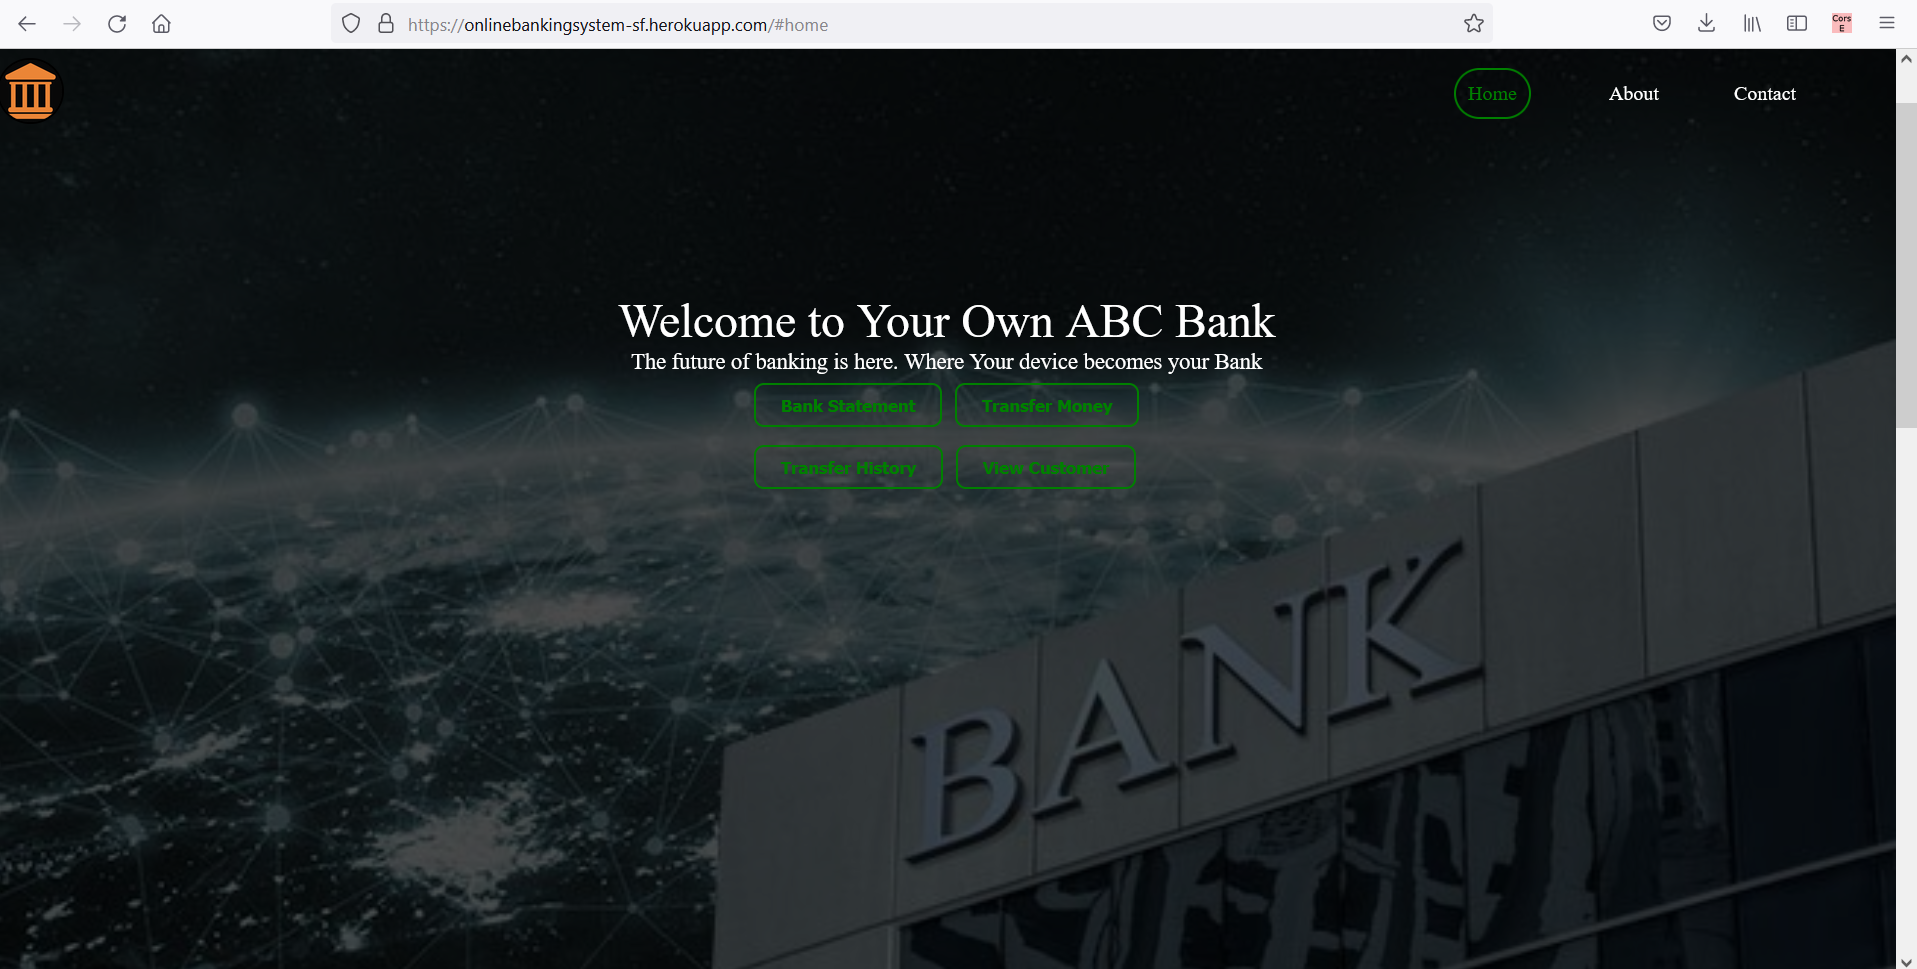 https://onlinebankingsystem-sf.herokuapp.com/#home
Cors
E
Home
About
Contact
Welcome to Your Own ABC Bank
The future of banking is here. Where Your device becomes your Bank
Bank Statement
Transfer Money
Transfer History
View Customer
BANK